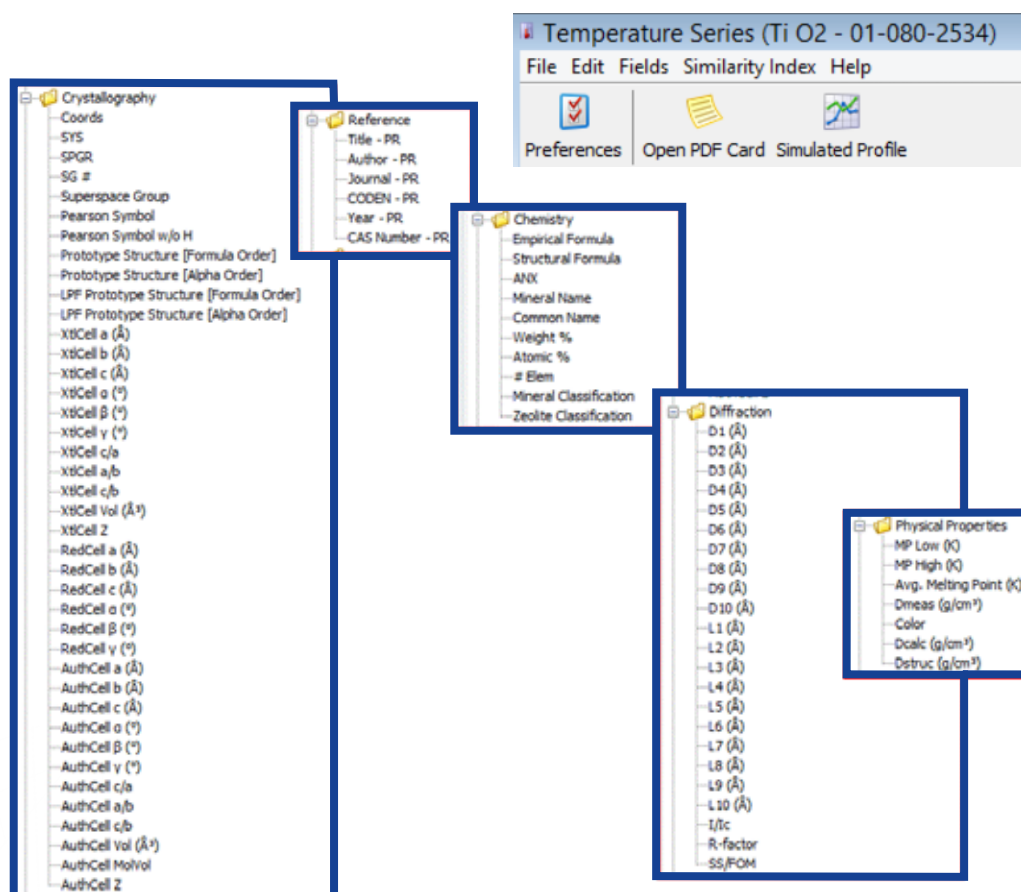 Temperature Series (Ti O2 - 01-080-2534)
File Edit Fields Similarity Index Help
Preferences Open PDF Card Simulated Profile
Crystallography
Coords
SYS
SPGR
SG #
Superspace Group
Pearson Symbol
Pearson Symbol w/o H
Prototype Structure [Formula Order]
Prototype Structure [Alpha Order]
LPF Prototype Structure [Formula Order]
LPF Prototype Structure [Alpha Order]
XtlCell a (Å)
XtlCell b (Å)
XtlCell c (Å)
XtlCell α (°)
XtlCell β (°)
XtlCell γ (°)
XtlCell c/a
XtlCell a/b
XtlCell c/b
XtlCell Vol (Å³)
XtlCell Z
RedCell a (Å)
RedCell b (Å)
RedCell c (Å)
RedCell α (°)
RedCell β (°)
RedCell γ (°)
AuthCell a (Å)
AuthCell b (Å)
AuthCell c (Å)
AuthCell α (°)
AuthCell β (°)
AuthCell γ (°)
AuthCell c/a
AuthCell a/b
AuthCell c/b
AuthCell Vol (Å³)
AuthCell MolVol
AuthCell Z
Reference
Title - PR
Author - PR
Journal - PR
CODEN - PR
Year - PR
CAS Number - PR
Chemistry
Empirical Formula
Structural Formula
ANX
Mineral Name
Common Name
Weight %
Atomic %
# Elem
Mineral Classification
Zeolite Classification
Diffraction
D1 (Å)
D2 (Å)
D3 (Å)
D4 (Å)
D5 (Å)
D6 (Å)
D7 (Å)
D8 (Å)
D9 (Å)
D10 (Å)
L1 (Å)
L2 (Å)
L3 (Å)
L4 (Å)
L5 (Å)
L6 (Å)
L7 (Å)
L8 (Å)
L9 (Å)
L10 (Å)
I/Ic
R-factor
SS/FOM
Physical Properties
MP Low (K)
MP High (K)
Avg. Melting Point (K)
Dmeas (g/cm³)
Color
Dcalc (g/cm³)
Dstruc (g/cm³)